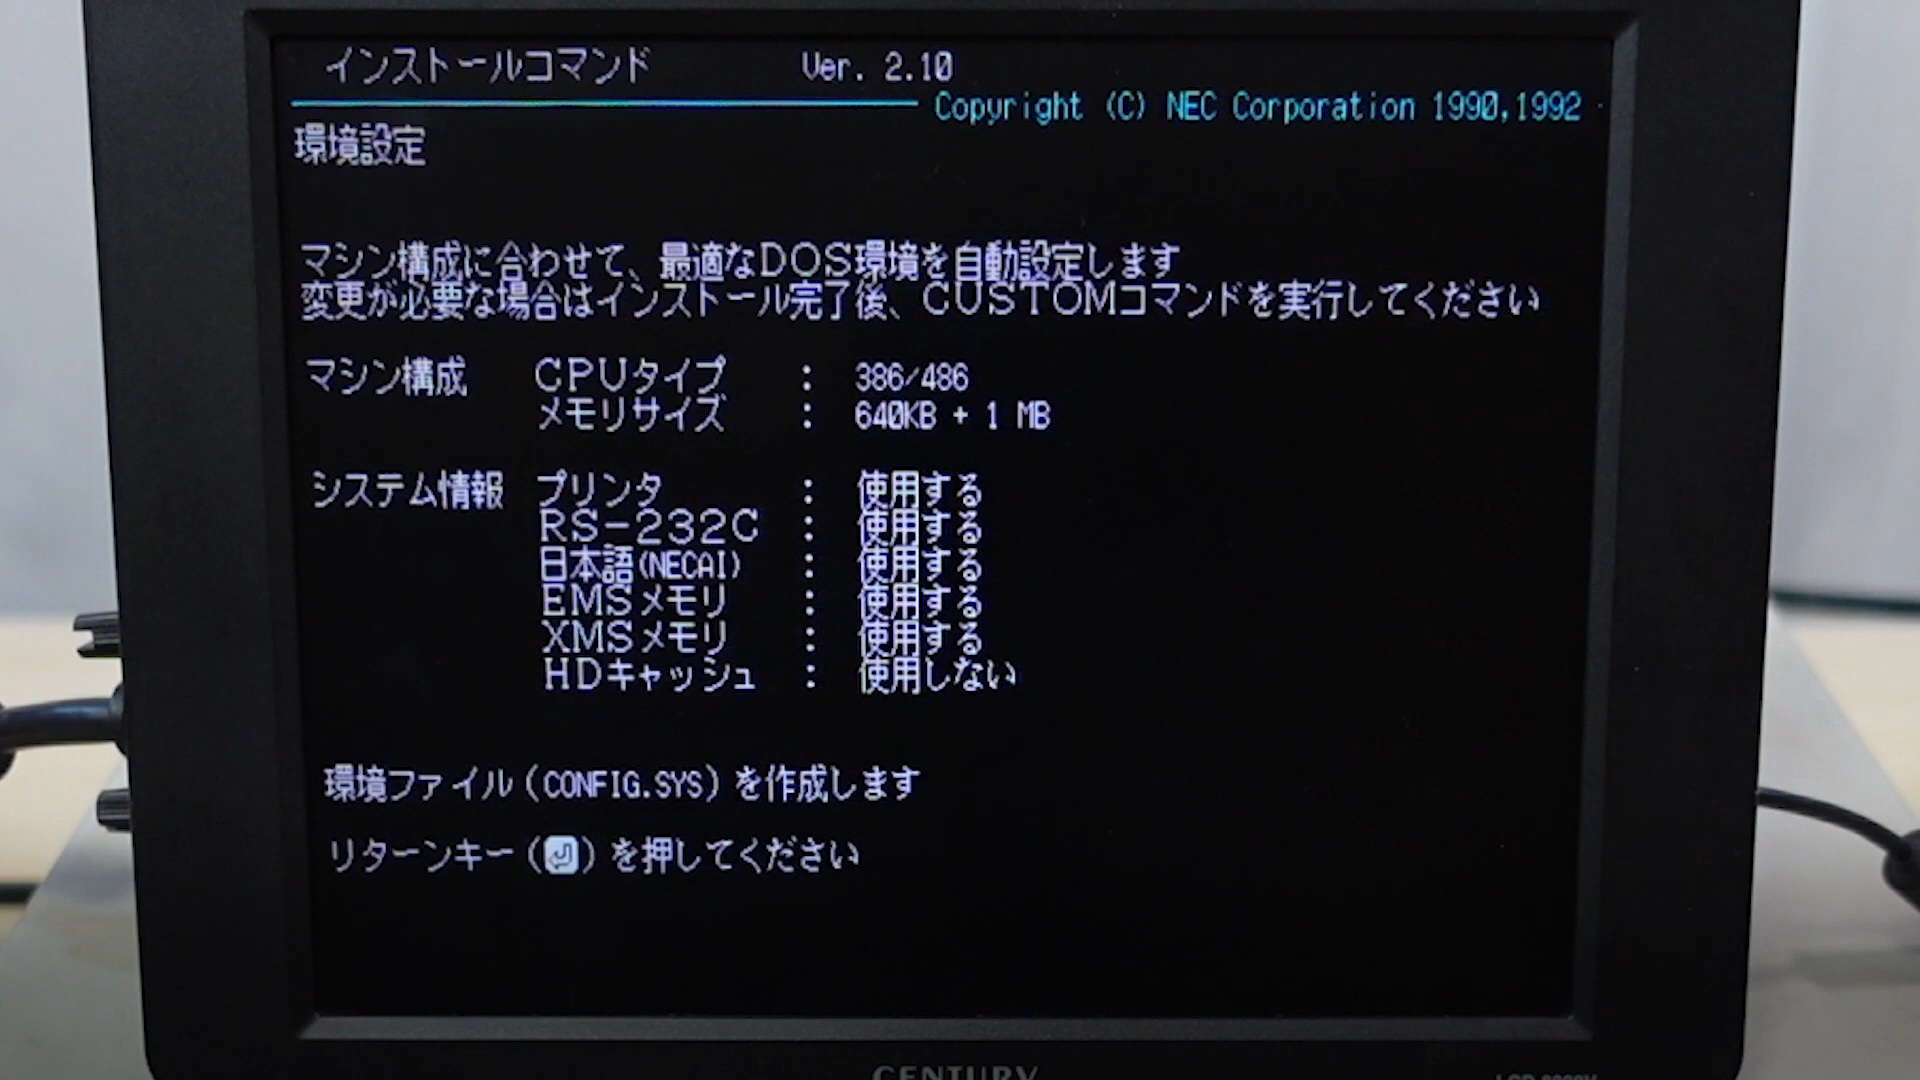 インストールコマンド Ver. 2.10
Copyright (C) NEC Corporation 1990,1992
環境設定
マシン構成に合わせて、最適なDOS環境を自動設定します
変更が必要な場合はインストール完了後、CUSTOMコマンドを実行してください
マシン構成 CPUタイプ : 386/486
メモリサイズ : 640KB + 1 MB
システム情報 プリンタ : 使用する
RS-232C : 使用する
日本語(NECAI) : 使用する
EMSメモリ : 使用する
XMSメモリ : 使用する
HDキャッシュ : 使用しない
環境ファイル(CONFIG.SYS)を作成します
リターンキー(↵)を押してください
CENTURY